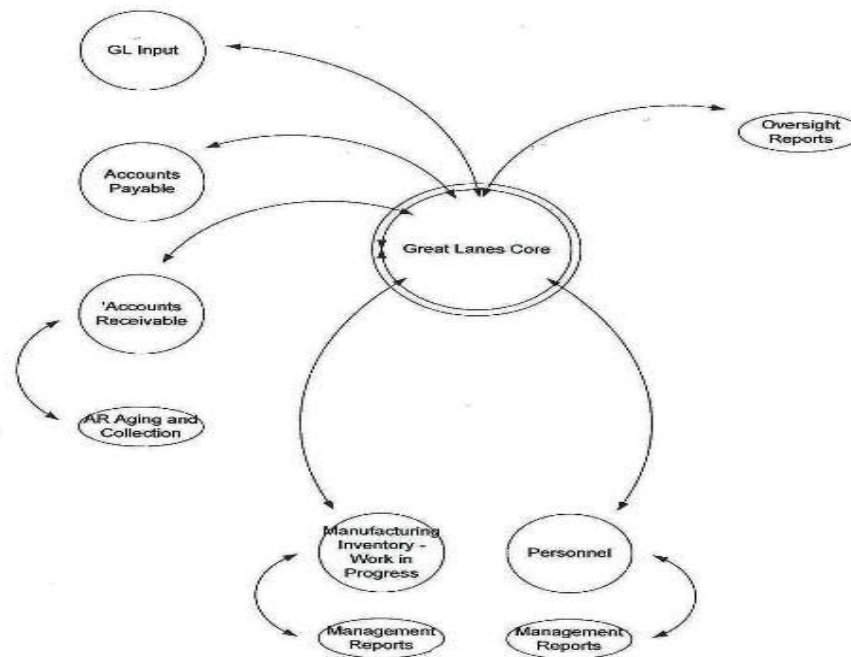 GL Input
Oversight
Reports
Accounts
Payable
Great Lanes Core
'Accounts
Receivable
AR Aging and
Collection
Manufacturing
Inventory -
Work in
Progress
Personnel
Management
Reports
Management
Reports